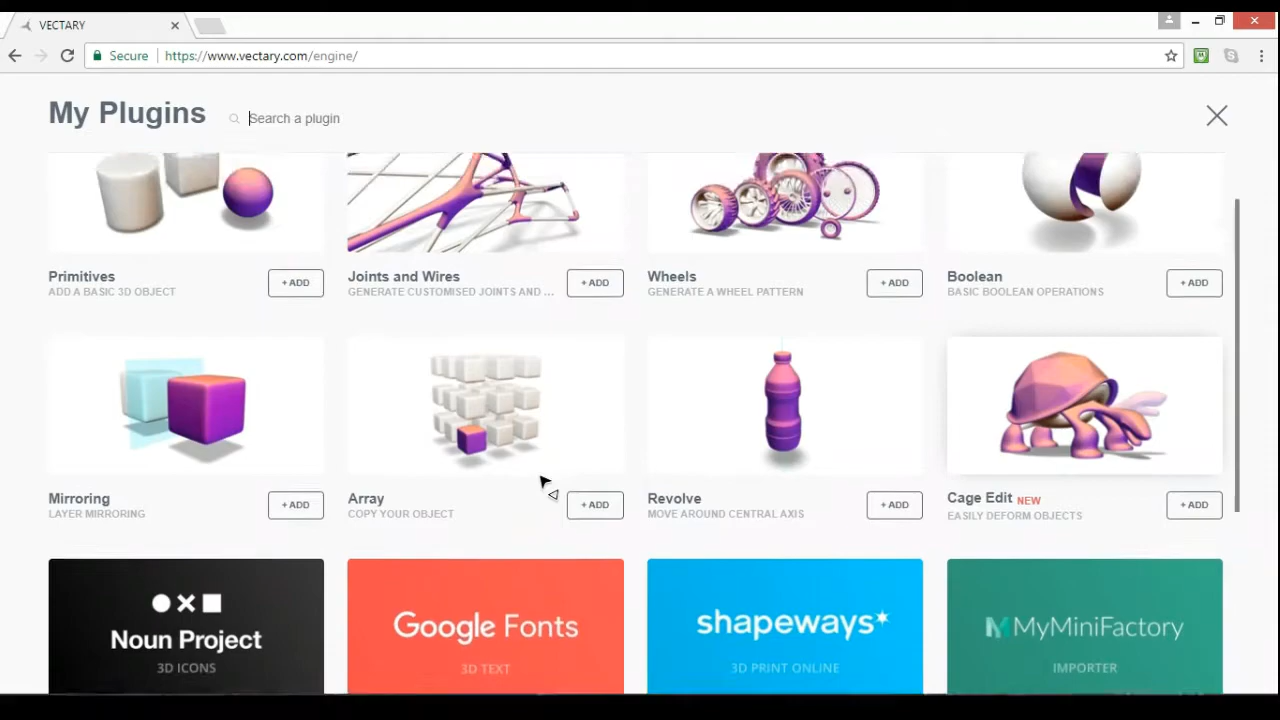 VECTARY
Secure
https://www.vectary.com/engine/
My Plugins
Search a plugin
Primitives
ADD A BASIC 3D OBJECT
+ ADD
Joints and Wires
GENERATE CUSTOMISED JOINTS AND ...
+ ADD
Wheels
GENERATE A WHEEL PATTERN
+ ADD
Boolean
BASIC BOOLEAN OPERATIONS
+ ADD
Mirroring
LAYER MIRRORING
+ ADD
Array
COPY YOUR OBJECT
+ ADD
Revolve
MOVE AROUND CENTRAL AXIS
+ ADD
Cage Edit NEW
EASILY DEFORM OBJECTS
+ ADD
Noun Project
3D ICONS
Google Fonts
3D TEXT
shapeways*
3D PRINT ONLINE
MyMiniFactory
IMPORTER